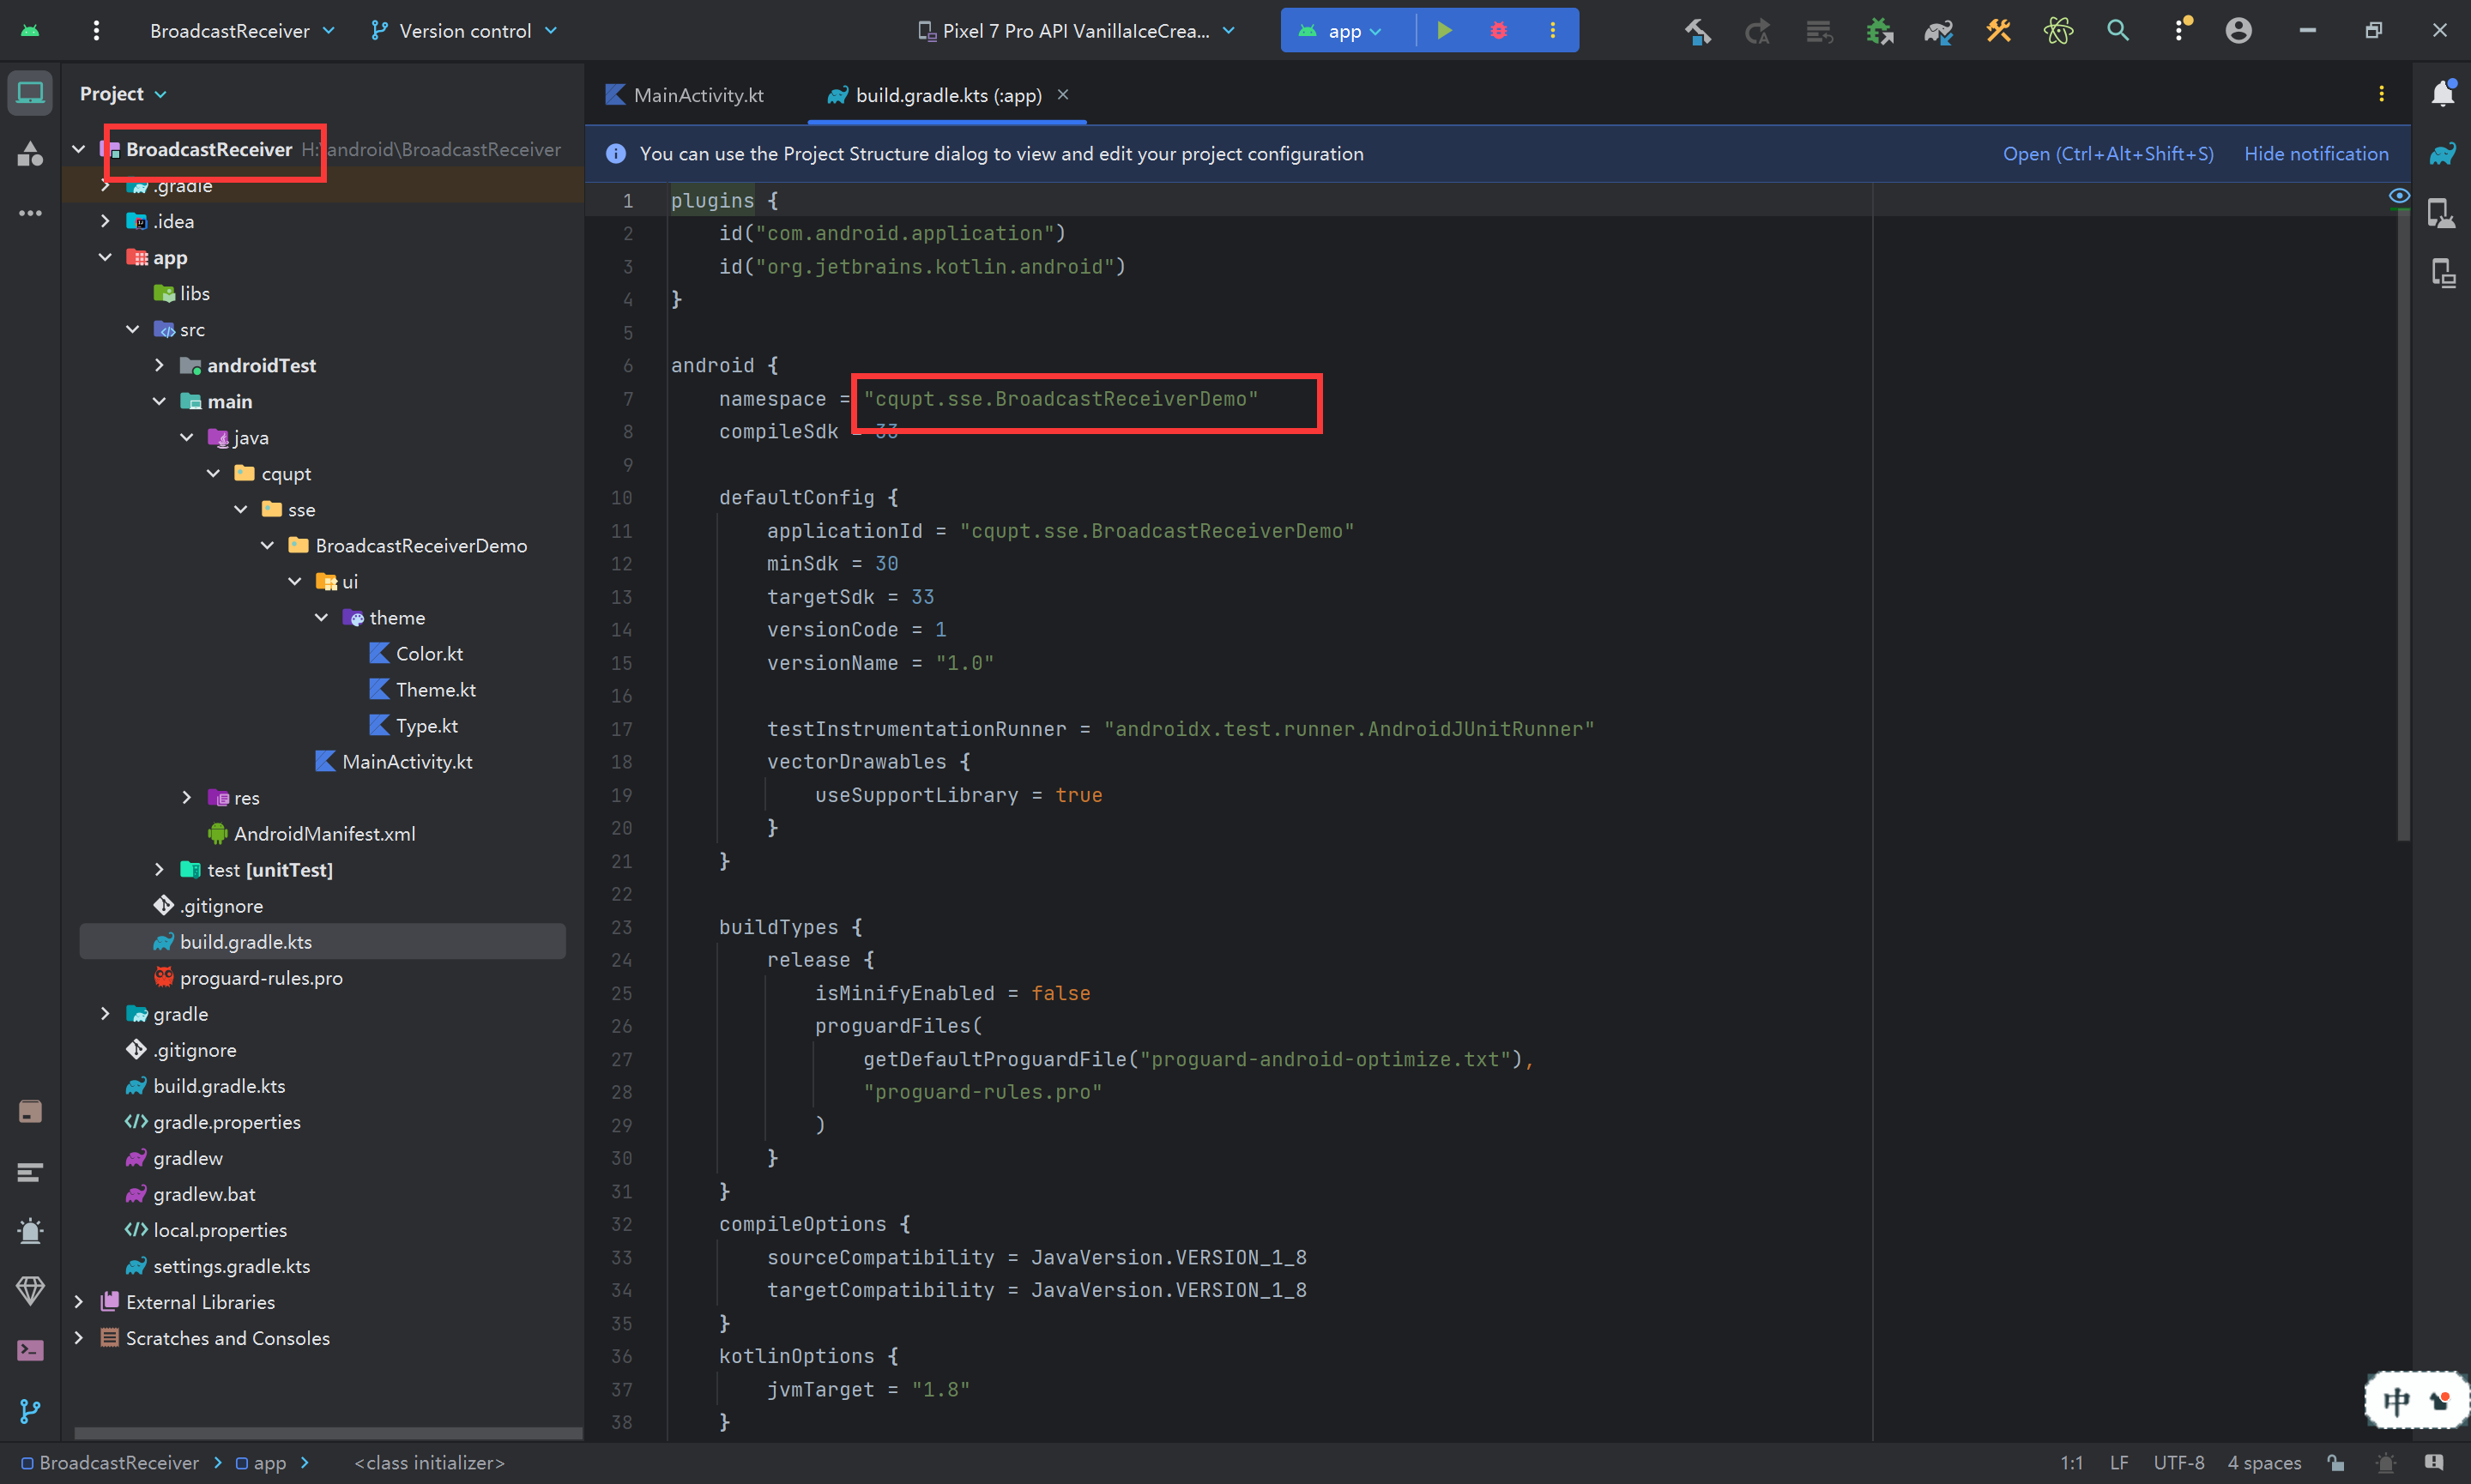 BroadcastReceiver
Version control
Pixel 7 Pro API VanillaIceCrea...
app
Project
MainActivity.kt
build.gradle.kts (:app)
You can use the Project Structure dialog to view and edit your project configuration
Open (Ctrl+Alt+Shift+S)
Hide notification
BroadcastReceiver H:\android\BroadcastReceiver
.gradle
.idea
app
libs
src
androidTest
main
java
cqupt
sse
BroadcastReceiverDemo
ui
theme
Color.kt
Theme.kt
Type.kt
MainActivity.kt
res
AndroidManifest.xml
test [unitTest]
.gitignore
build.gradle.kts
proguard-rules.pro
gradle
.gitignore
build.gradle.kts
gradle.properties
gradlew
gradlew.bat
local.properties
settings.gradle.kts
External Libraries
Scratches and Consoles
1 plugins {
2 id("com.android.application")
3 id("org.jetbrains.kotlin.android")
4 }
5
6 android {
7 namespace = "cqupt.sse.BroadcastReceiverDemo"
8 compileSdk = 33
9
10 defaultConfig {
11 applicationId = "cqupt.sse.BroadcastReceiverDemo"
12 minSdk = 30
13 targetSdk = 33
14 versionCode = 1
15 versionName = "1.0"
16
17 testInstrumentationRunner = "androidx.test.runner.AndroidJUnitRunner"
18 vectorDrawables {
19 useSupportLibrary = true
20 }
21 }
22
23 buildTypes {
24 release {
25 isMinifyEnabled = false
26 proguardFiles(
27 getDefaultProguardFile("proguard-android-optimize.txt"),
28 "proguard-rules.pro"
29 )
30 }
31 }
32 compileOptions {
33 sourceCompatibility = JavaVersion.VERSION_1_8
34 targetCompatibility = JavaVersion.VERSION_1_8
35 }
36 kotlinOptions {
37 jvmTarget = "1.8"
38 }
中
BroadcastReceiver > app > <class initializer>
1:1 LF UTF-8 4 spaces